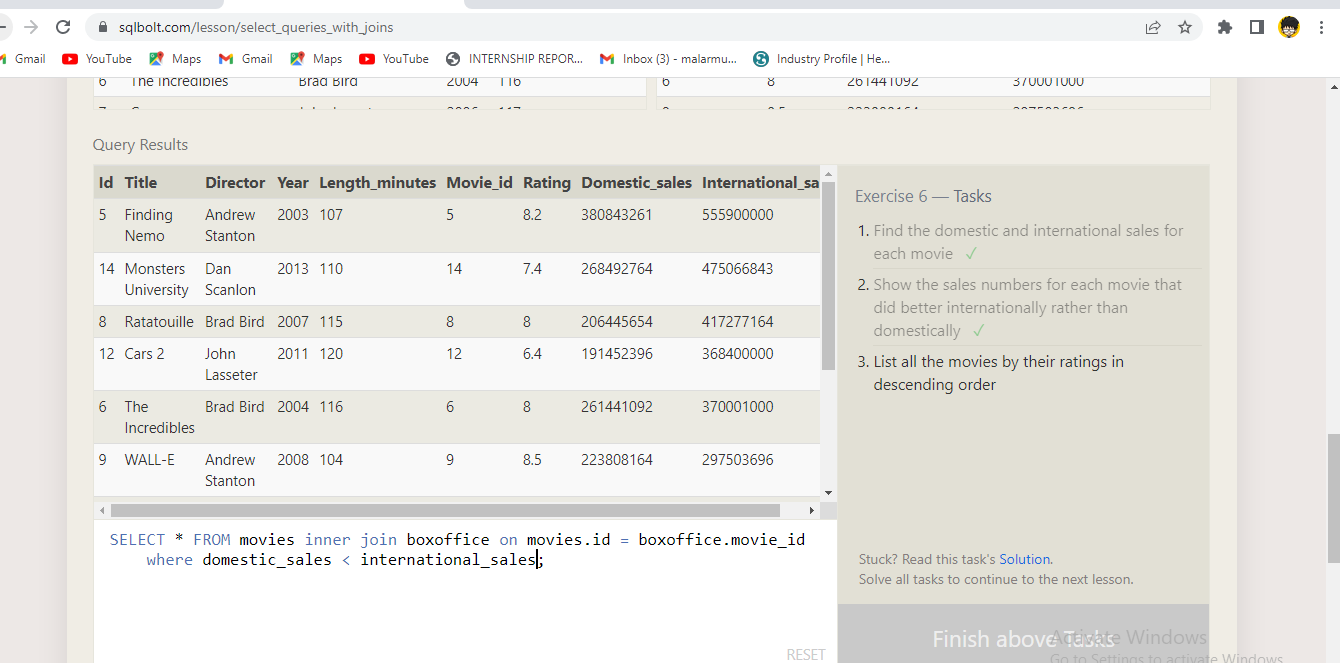 sqlbolt.com/lesson/select_queries_with_joins
Gmail YouTube Maps Gmail Maps YouTube INTERNSHIP REPOR... Inbox (3) - malarmu... Industry Profile | He...
6 The Incredibles Brad Bird 2004 116 6 8 261441092 370001000
Query Results
Id Title Director Year Length_minutes Movie_id Rating Domestic_sales International_sa
5 Finding Andrew 2003 107 5 8.2 380843261 555900000
Nemo Stanton
14 Monsters Dan 2013 110 14 7.4 268492764 475066843
University Scanlon
8 Ratatouille Brad Bird 2007 115 8 8 206445654 417277164
12 Cars 2 John 2011 120 12 6.4 191452396 368400000
Lasseter
6 The Brad Bird 2004 116 6 8 261441092 370001000
Incredibles
9 WALL-E Andrew 2008 104 9 8.5 223808164 297503696
Stanton
SELECT * FROM movies inner join boxoffice on movies.id = boxoffice.movie_id
where domestic_sales < international_sales;
RESET
Exercise 6 — Tasks
1. Find the domestic and international sales for
each movie ✓
2. Show the sales numbers for each movie that
did better internationally rather than
domestically ✓
3. List all the movies by their ratings in
descending order
Stuck? Read this task's Solution.
Solve all tasks to continue to the next lesson.
Finish above Tasks
Activate Windows
Go to Settings to activate Windows.